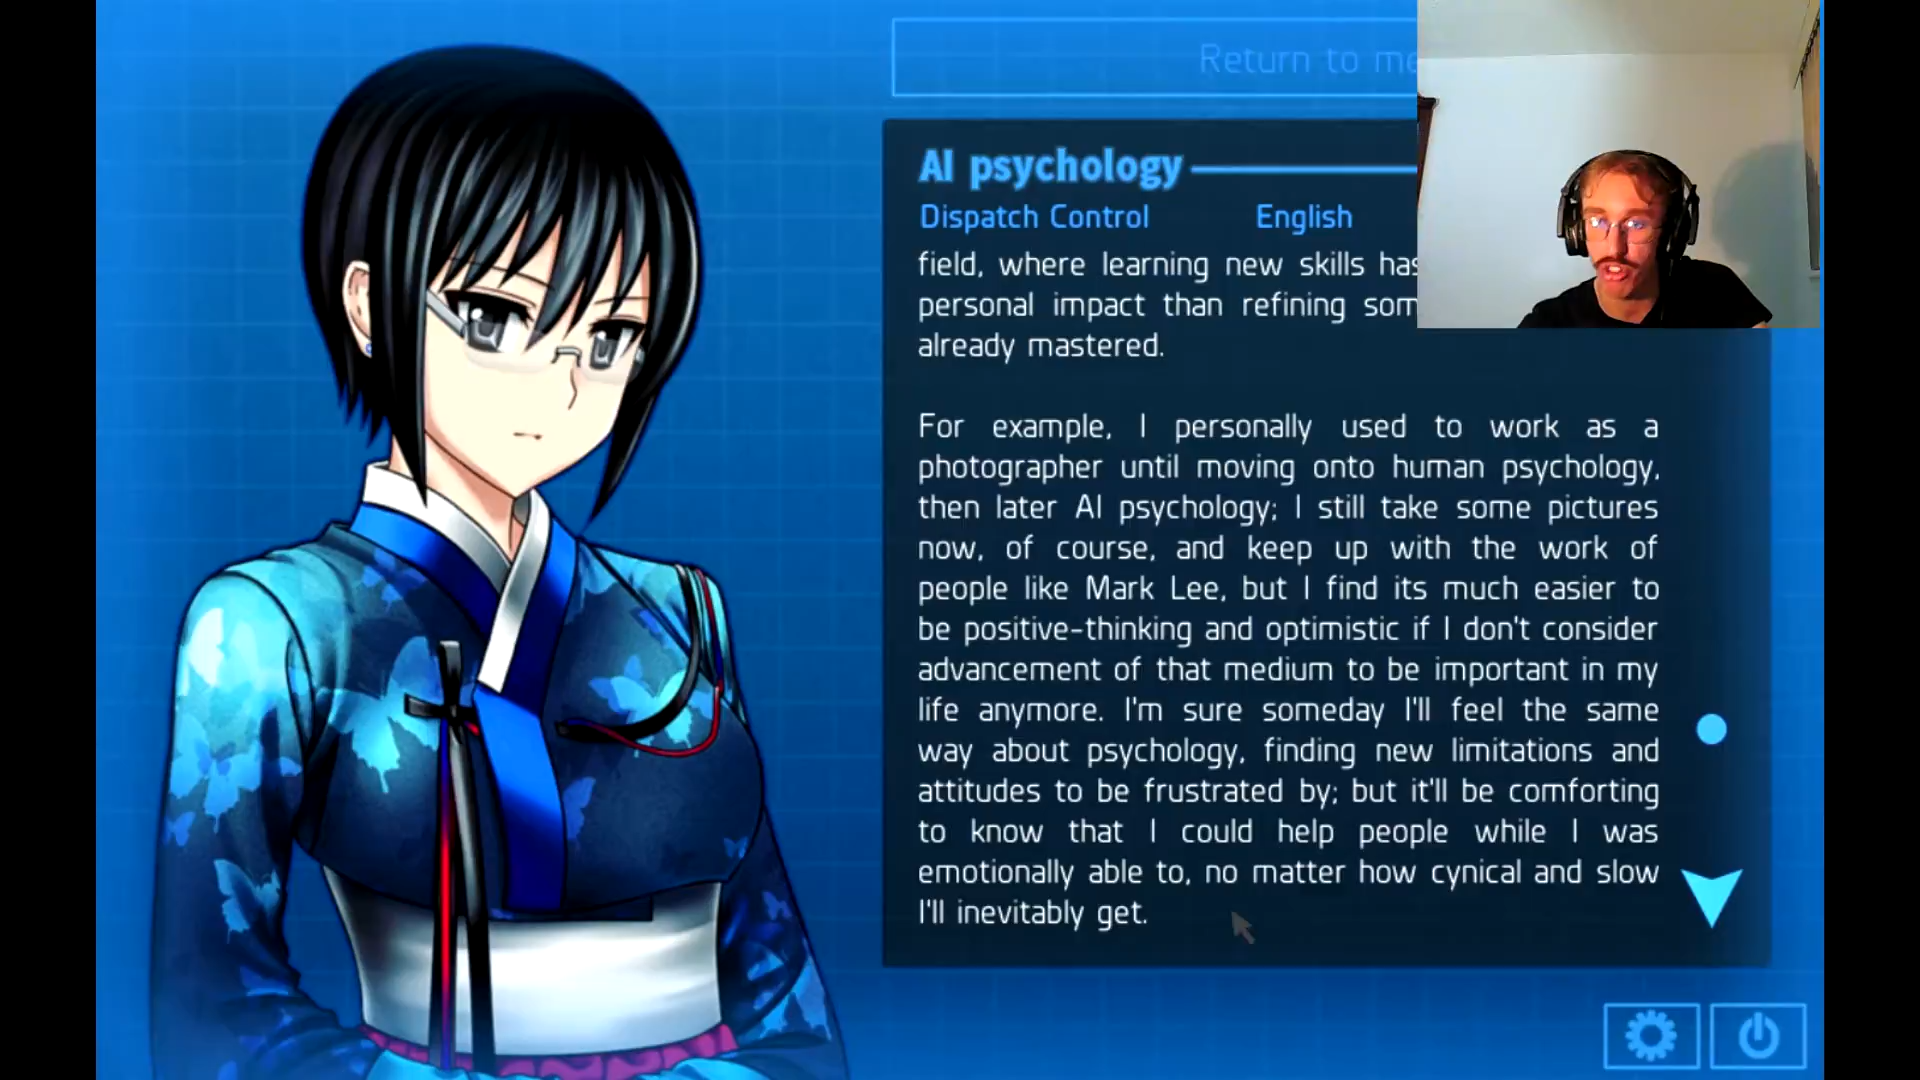 Return to me
AI psychology
Dispatch Control English
field, where learning new skills has
personal impact than refining som
already mastered.
For example, I personally used to work as a
photographer until moving onto human psychology,
then later AI psychology; I still take some pictures
now, of course, and keep up with the work of
people like Mark Lee, but I find its much easier to
be positive-thinking and optimistic if I don't consider
advancement of that medium to be important in my
life anymore. I'm sure someday I'll feel the same
way about psychology, finding new limitations and
attitudes to be frustrated by; but it'll be comforting
to know that I could help people while I was
emotionally able to, no matter how cynical and slow
I'll inevitably get.